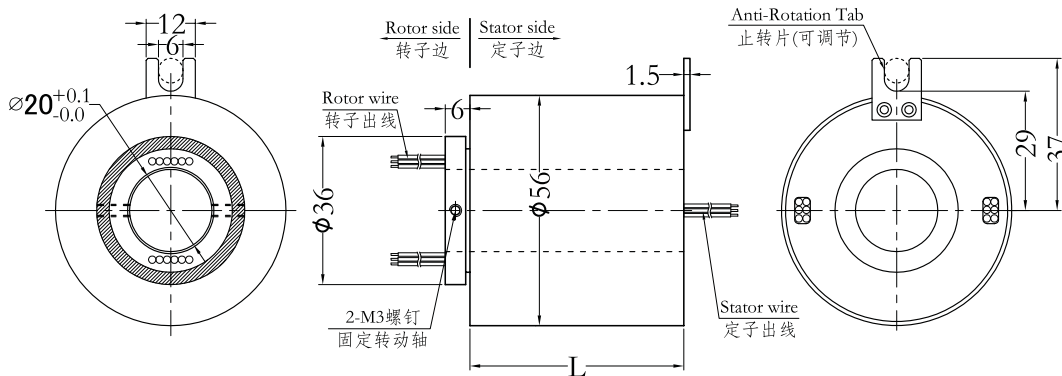 12
6
⌀20+0.1-0.0
Rotor side
转子边
Stator side
定子边
Rotor wire
转子出线
6
1.5
ϕ36
ϕ56
2-M3螺钉
固定转动轴
L
Stator wire
定子出线
Anti-Rotation Tab
止转片(可调节)
29
37